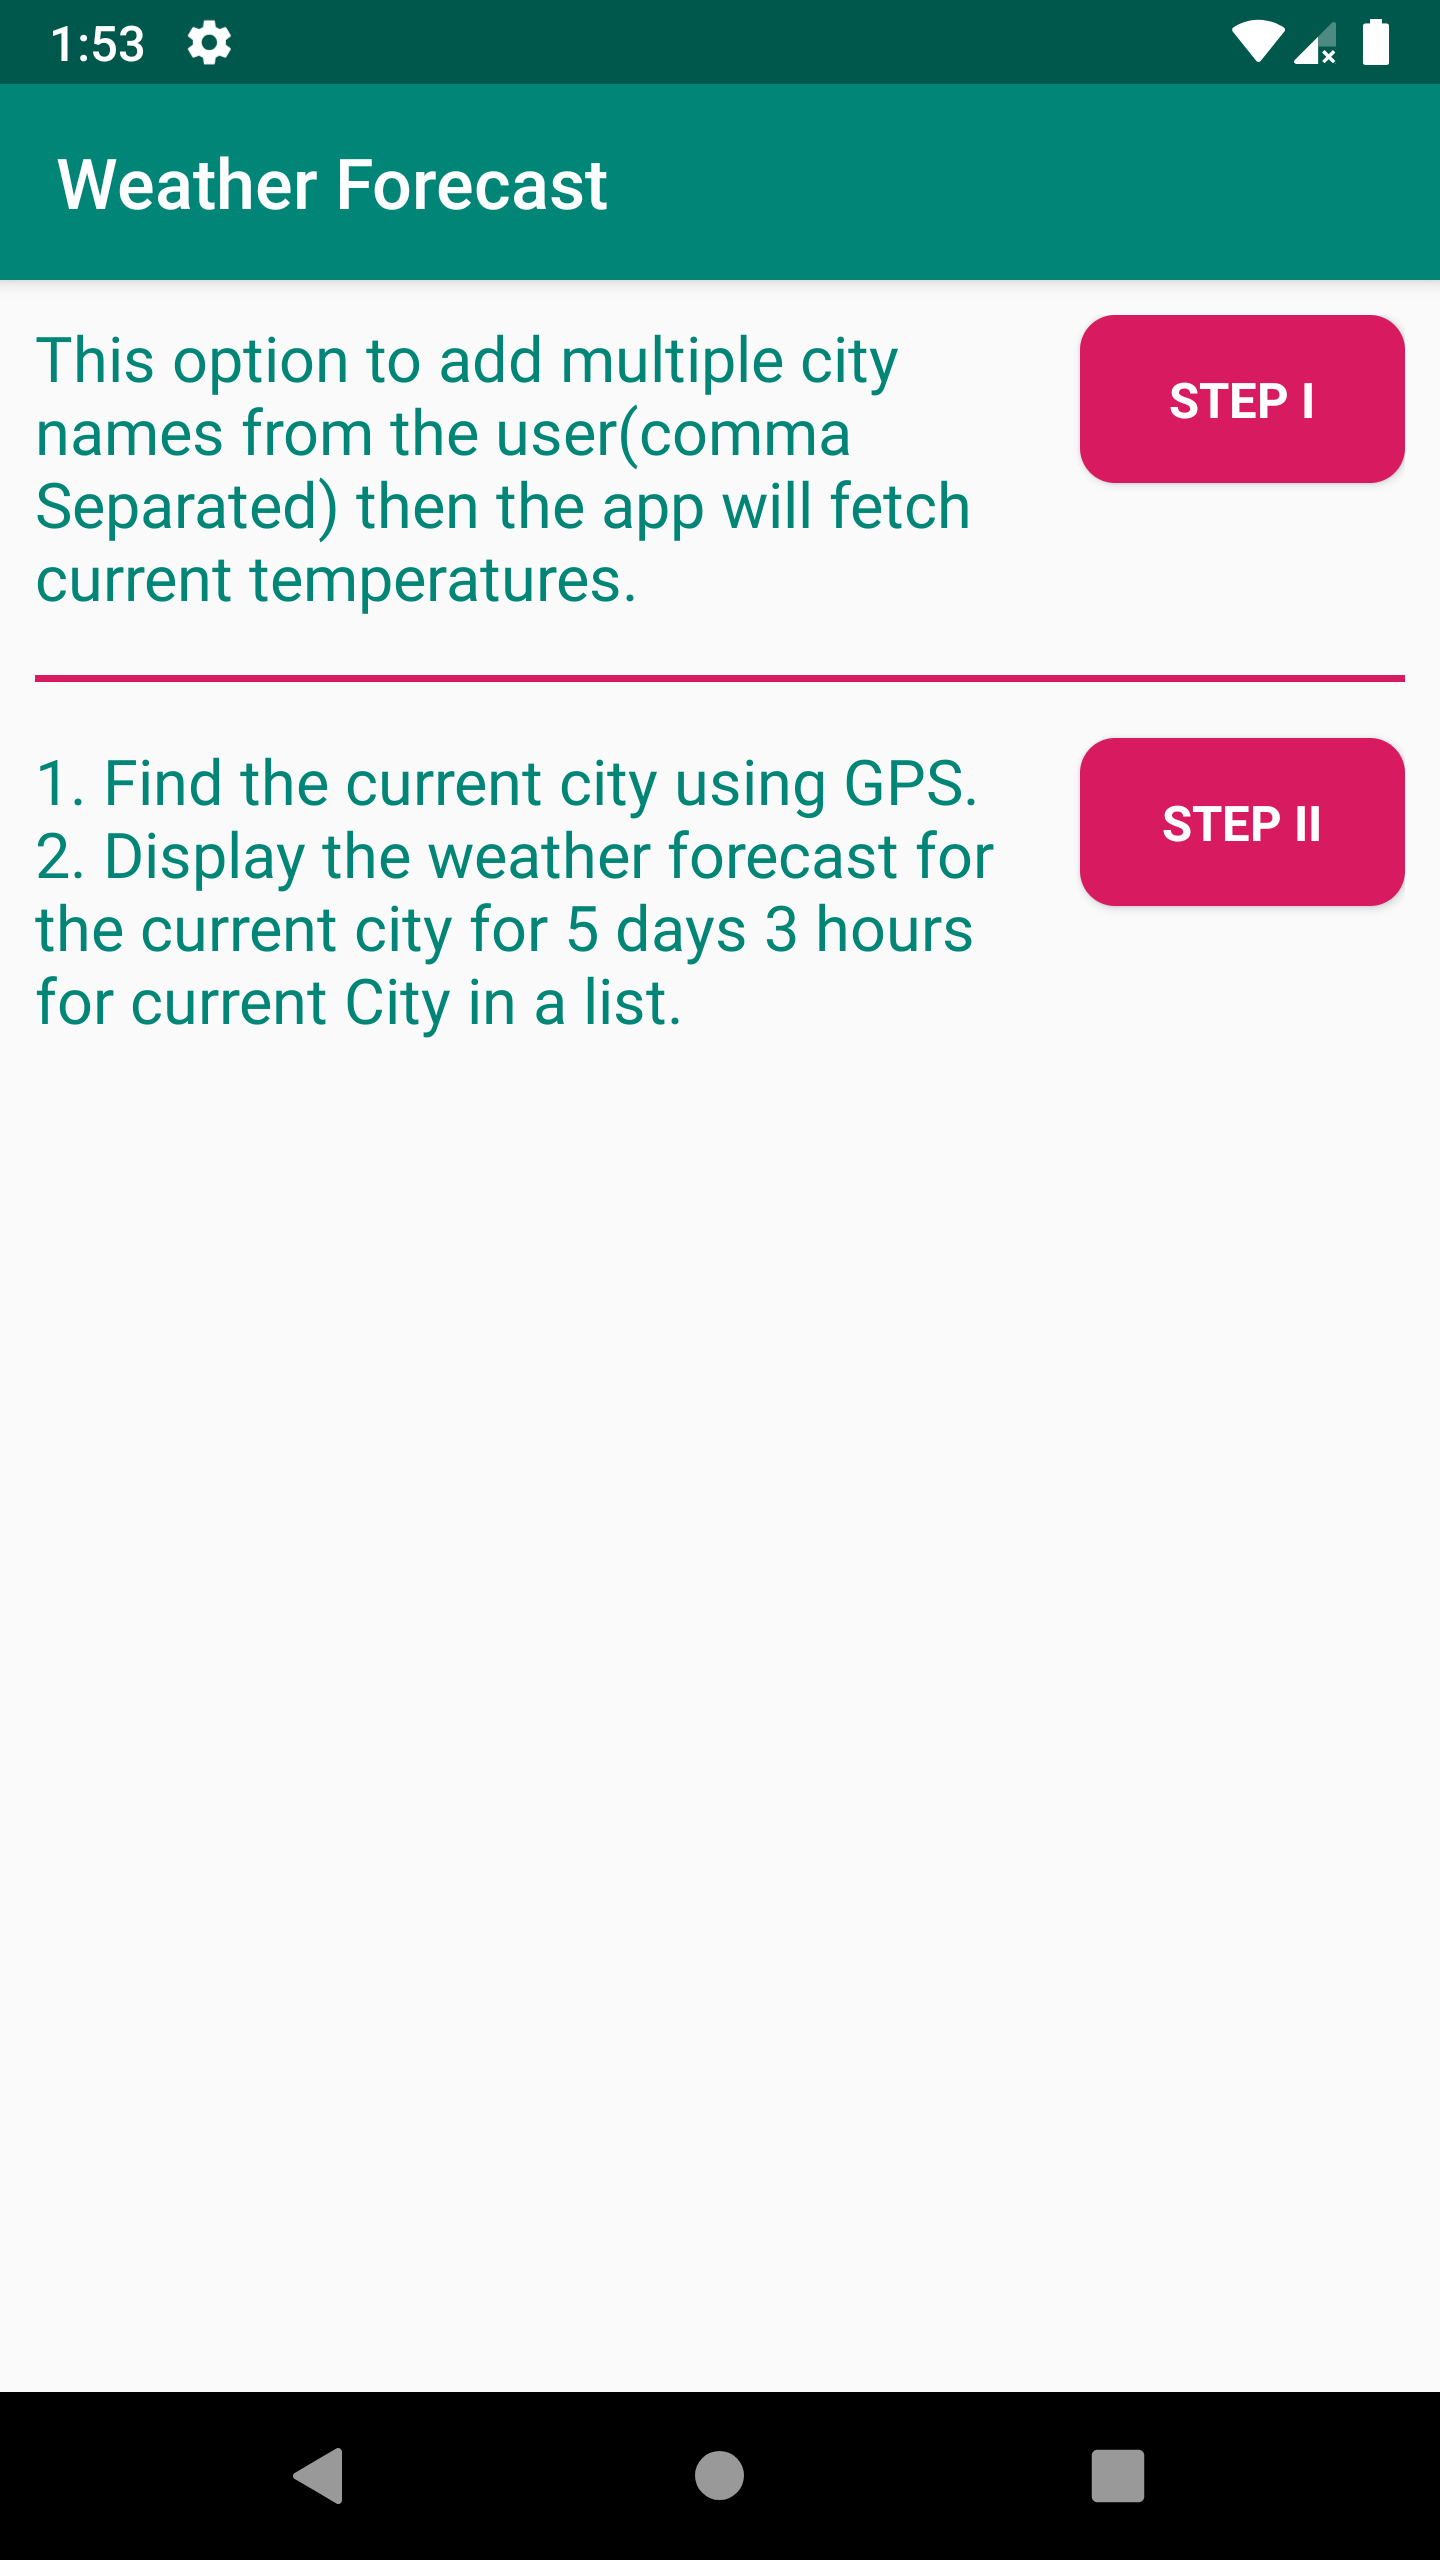 1:53
Weather Forecast
This option to add multiple city
names from the user(comma
Separated) then the app will fetch
current temperatures.
STEP I
1. Find the current city using GPS.
2. Display the weather forecast for
the current city for 5 days 3 hours
for current City in a list.
STEP II